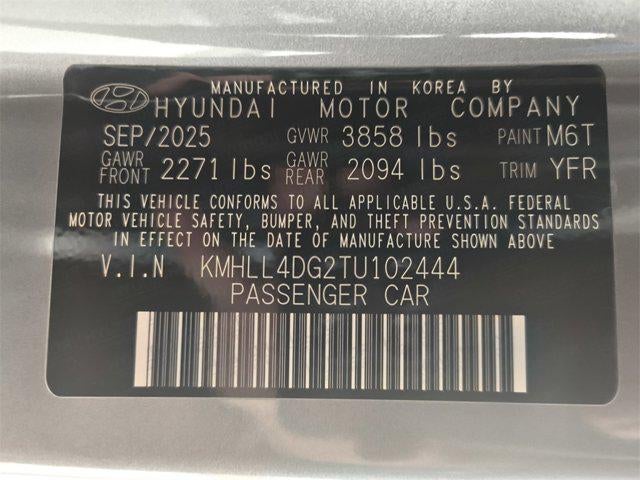 MANUFACTURED IN KOREA BY
HYUNDAI MOTOR COMPANY
SEP/2025 GVWR 3858 lbs PAINT M6T
GAWR FRONT 2271 lbs GAWR REAR 2094 lbs TRIM YFR
THIS VEHICLE CONFORMS TO ALL APPLICABLE U.S.A. FEDERAL
MOTOR VEHICLE SAFETY, BUMPER, AND THEFT PREVENTION STANDARDS
IN EFFECT ON THE DATE OF MANUFACTURE SHOWN ABOVE
V.I.N KMHLL4DG2TU102444
PASSENGER CAR